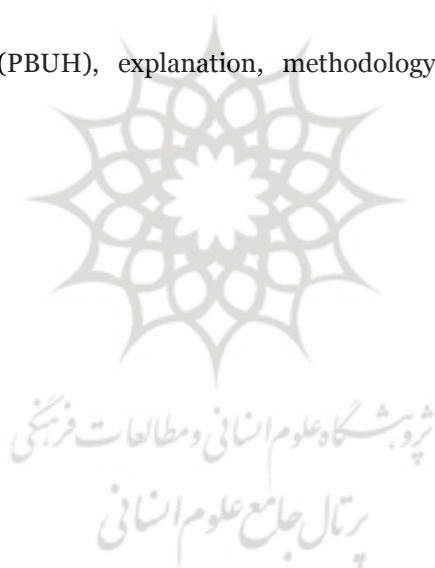 (PBUH), explanation, methodology
پژوهشگاه علوم انسانی و مطالعات فرهنگی
پرتال جامع علوم انسانی